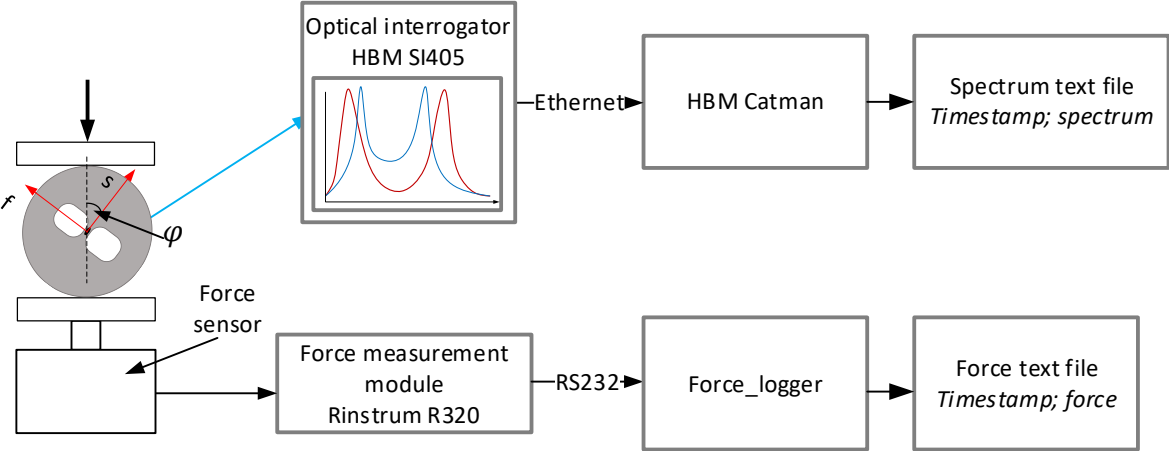 Optical interrogator
HBM SI405
Ethernet
HBM Catman
Spectrum text file
Timestamp; spectrum
f
s
φ
Force
sensor
Force measurement
module
Rinstrum R320
RS232
Force_logger
Force text file
Timestamp; force